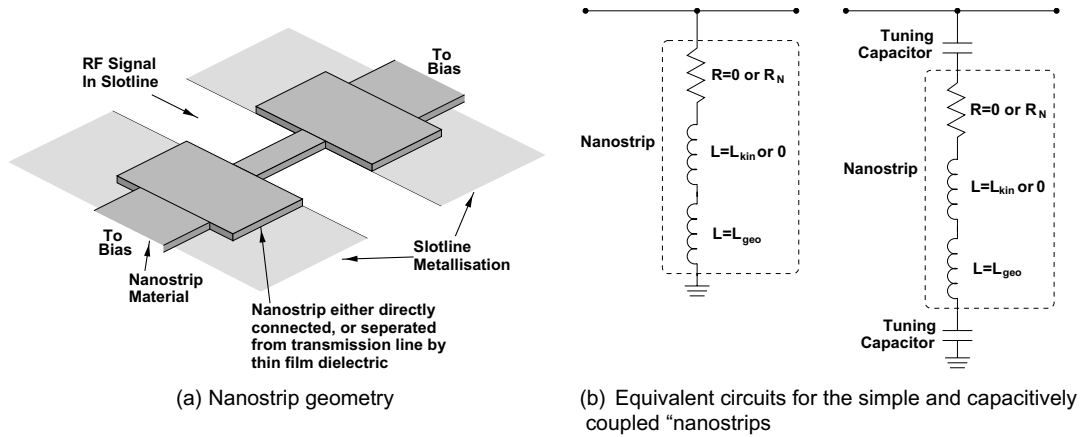 RF Signal
In Slotline
To
Bias
To
Bias
Nanostrip
Material
Slotline
Metallisation
Nanostrip either directly
connected, or seperated
from transmission line by
thin film dielectric
(a) Nanostrip geometry
Nanostrip
R=0 or RN
L=Lkin or 0
L=Lgeo
Tuning
Capacitor
Nanostrip
R=0 or RN
L=Lkin or 0
L=Lgeo
Tuning
Capacitor
(b) Equivalent circuits for the simple and capacitively
coupled “nanostrips